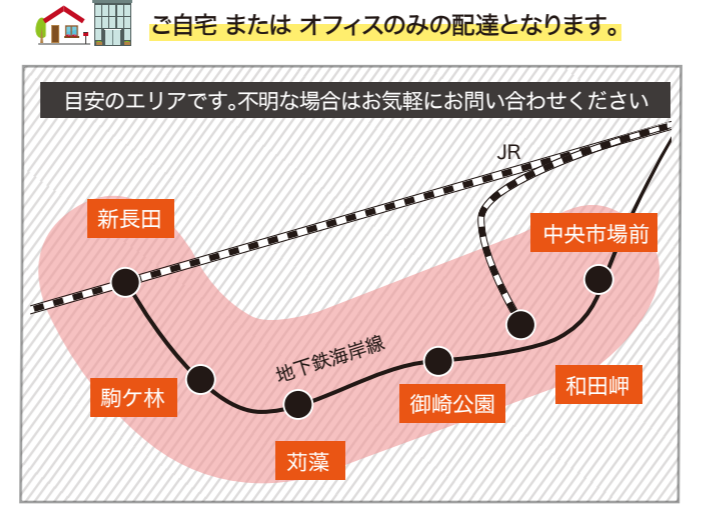 ご自宅 または オフィスのみの配達となります。
目安のエリアです。不明な場合はお気軽にお問い合わせください
JR
新長田
中央市場前
地下鉄海岸線
駒ケ林
御崎公園
和田岬
苅藻